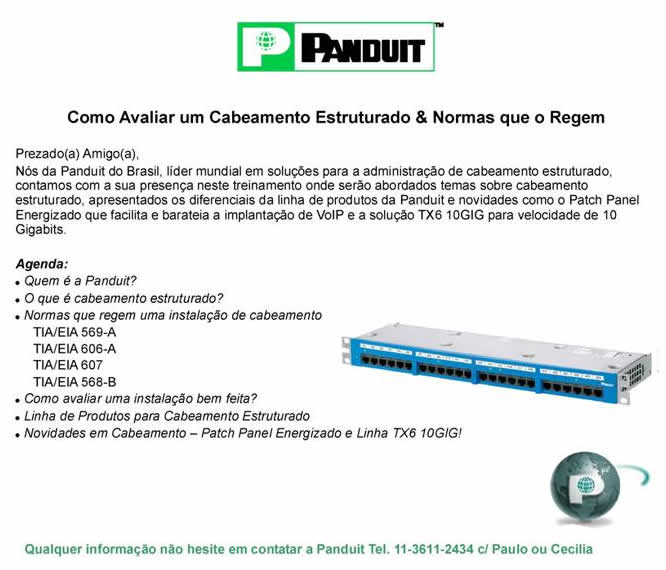 P PANDUIT™
Como Avaliar um Cabeamento Estruturado & Normas que o Regem
Prezado(a) Amigo(a),
Nós da Panduit do Brasil, líder mundial em soluções para a administração de cabeamento estruturado,
contamos com a sua presença neste treinamento onde serão abordados temas sobre cabeamento
estruturado, apresentados os diferenciais da linha de produtos da Panduit e novidades como o Patch Panel
Energizado que facilita e barateia a implantação de VoIP e a solução TX6 10GIG para velocidade de 10
Gigabits.
Agenda:
• Quem é a Panduit?
• O que é cabeamento estruturado?
• Normas que regem uma instalação de cabeamento
TIA/EIA 569-A
TIA/EIA 606-A
TIA/EIA 607
TIA/EIA 568-B
• Como avaliar uma instalação bem feita?
• Linha de Produtos para Cabeamento Estruturado
• Novidades em Cabeamento – Patch Panel Energizado e Linha TX6 10GIG!
P
Qualquer informação não hesite em contatar a Panduit Tel. 11-3611-2434 c/ Paulo ou Cecilia